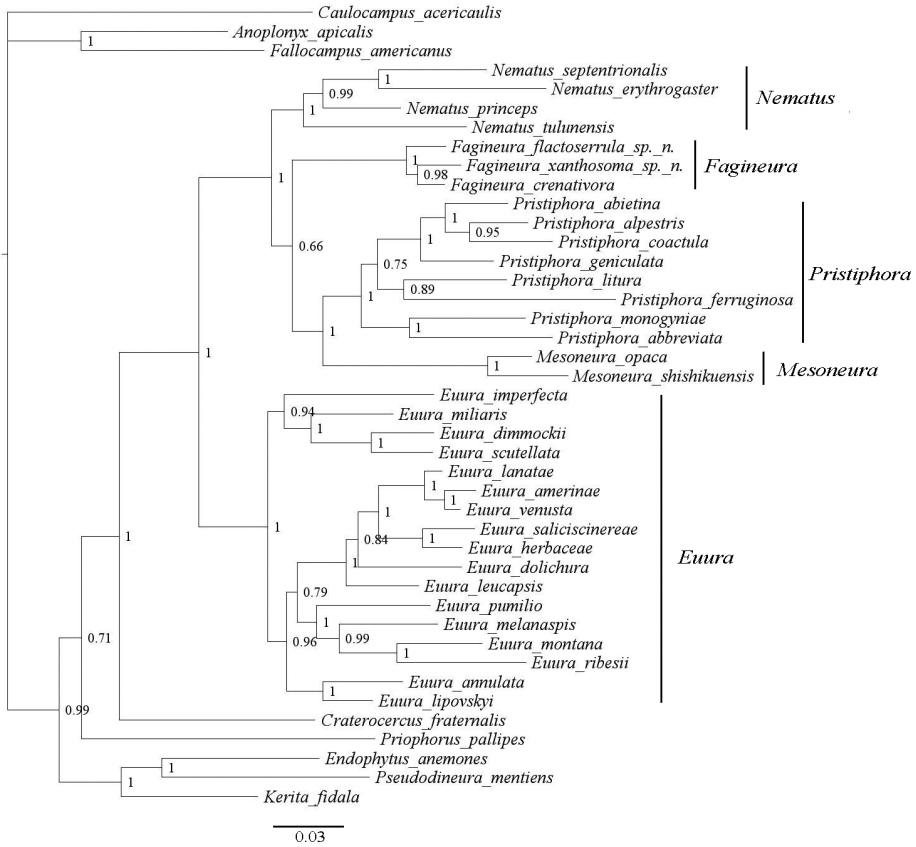 Caulocampus_acericaulis
Anoplonyx_apicalis
1
Fallocampus_americanus
Nematus_septentrionalis
1
Nematus_erythrogaster
0.99
Nematus_princeps
1
Nematus_tulunensis
Nematus
1
Fagineura_flactoserrula_sp._n.
1
Fagineura_xanthosoma_sp._n.
0.98
Fagineura_crenativora
Fagineura
0.66
Pristiphora_abietina
1
Pristiphora_alpestris
0.95
Pristiphora_coactula
1
Pristiphora_geniculata
0.75
Pristiphora_litura
0.89
Pristiphora_ferruginosa
1
Pristiphora_monogyniae
1
Pristiphora_abbreviata
Pristiphora
1
Mesoneura_opaca
1
Mesoneura_shishikuensis
Mesoneura
1
Euura_imperfecta
0.94
Euura_miliaris
1
Euura_dimmockii
1
Euura_scutellata
Euura_lanatae
1
Euura_amerinae
1
Euura_venusta
1
Euura_saliciscinereae
1
Euura_herbaceae
0.84
Euura_dolichura
1
Euura_leucapsis
0.79
Euura_pumilio
1
Euura_melanaspis
0.99
Euura_montana
1
Euura_ribesii
0.96
Euura_annulata
1
Euura_lipovskyi
Euura
1
1
Craterocercus_fraternalis
0.71
Priophorus_pallipes
0.99
Endophytus_anemones
1
Pseudodineura_mentiens
1
Kerita_fidala
0.03